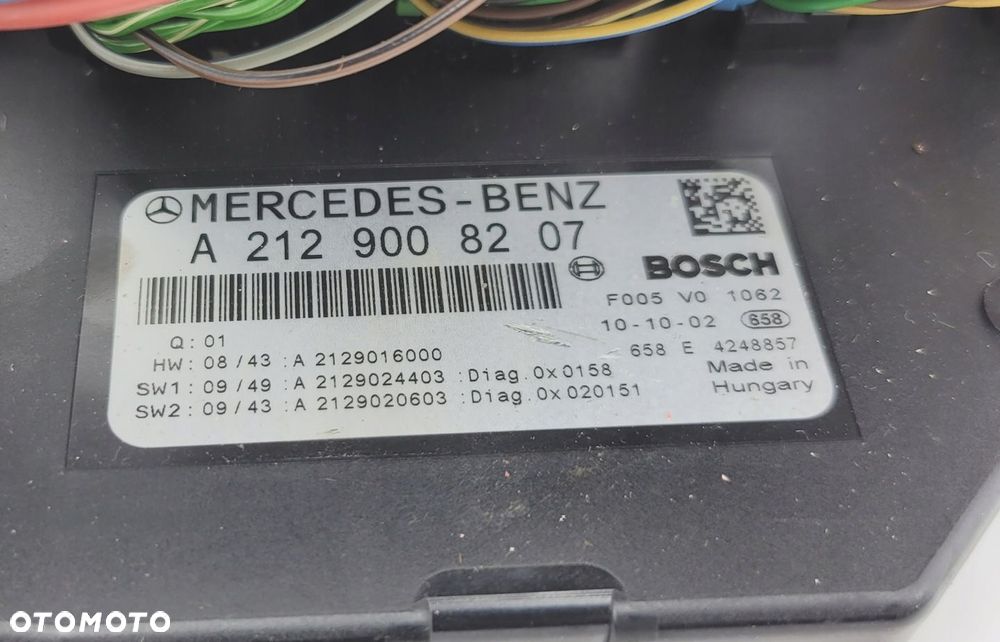 MERCEDES-BENZ
A 212 900 82 07
BOSCH
F005 V0 1062
10-10-02 658
658 E 4248857
Made in
Hungary
Q: 01
HW: 08/43 :A 2129016000
SW1: 09/49 :A 2129024403 :Diag.0x0158
SW2: 09/43 :A 2129020603 :Diag.0x020151
OTOMOTO